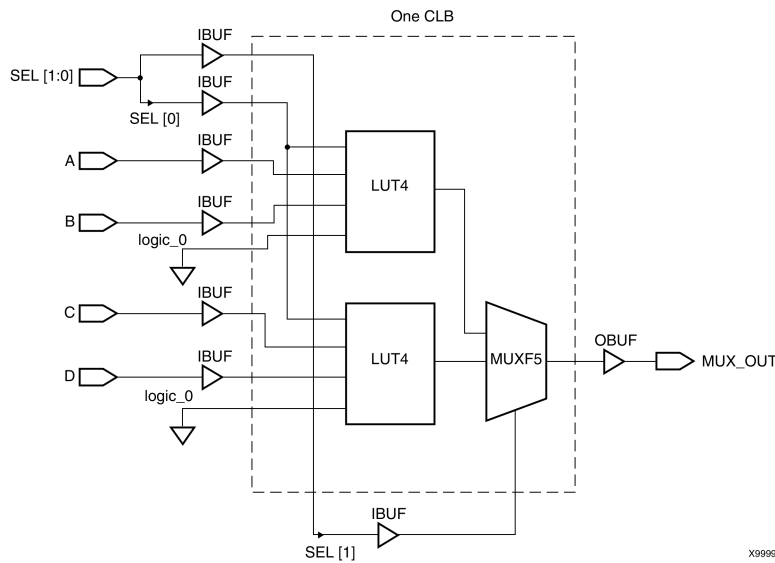 One CLB
IBUF
SEL [1:0]
IBUF
SEL [0]
IBUF
A
LUT4
IBUF
B
logic_0
IBUF
C
OBUF
IBUF
LUT4
MUXF5
MUX_OUT
D
logic_0
IBUF
SEL [1]
X9999